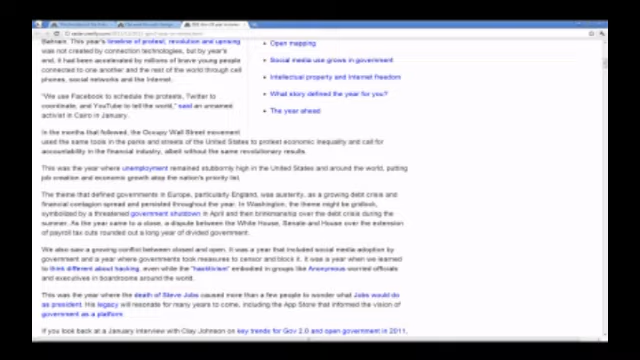 Bahrain. This year's timeline of protest, revolution and uprising
was not created by connection technologies, but by year's
end, it had been accelerated by millions of brave young people
connected to one another and the rest of the world through cell
phones, social networks and the Internet.
"We use Facebook to schedule the protests, Twitter to
coordinate, and YouTube to tell the world," said an unnamed
activist in Cairo in January.
Open mapping
Social media use grows in government
Intellectual property and Internet freedom
What story defined the year for you?
The year ahead
In the months that followed, the Occupy Wall Street movement
used the same tools in the parks and streets of the United States to protest economic inequality and call for
accountability in the financial industry, albeit without the same revolutionary results.
This was the year where unemployment remained stubbornly high in the United States and around the world, putting
job creation and economic growth atop the nation's priority list.
The theme that defined governments in Europe, particularly England, was austerity, as a growing debt crisis and
financial contagion spread and persisted throughout the year. In Washington, the theme might be gridlock,
symbolized by a threatened government shutdown in April and then brinkmanship over the debt crisis during the
summer. As the year came to a close, a dispute between the White House, Senate and House over the extension
of payroll tax cuts rounded out a long year of divided government.
We also saw a growing conflict between closed and open. It was a year that included social media adoption by
government and a year where governments took measures to censor and block it. It was a year when we learned
to think different about hacking, even while the "hacktivism" embodied in groups like Anonymous worried officials
and executives in boardrooms around the world.
This was the year where the death of Steve Jobs caused more than a few people to wonder what Jobs would do
as president. His legacy will resonate for many years to come, including the App Store that informed the vision of
government as a platform.
If you look back at a January interview with Clay Johnson on key trends for Gov 2.0 and open government in 2011,